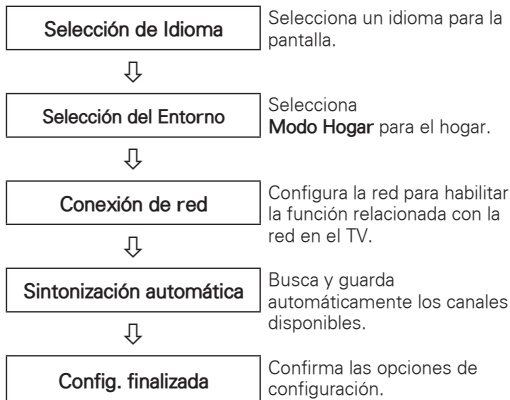 Selección de Idioma
Selecciona un idioma para la
pantalla.
Selección del Entorno
Selecciona
Modo Hogar para el hogar.
Conexión de red
Configura la red para habilitar
la función relacionada con la
red en el TV.
Sintonización automática
Busca y guarda
automáticamente los canales
disponibles.
Config. finalizada
Confirma las opciones de
configuración.